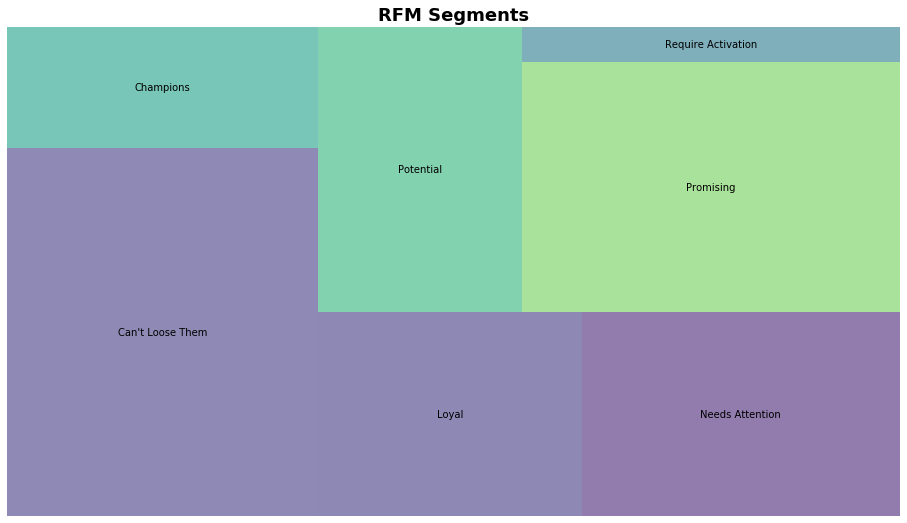 RFM Segments
Champions
Can't Loose Them
Potential
Require Activation
Promising
Loyal
Needs Attention